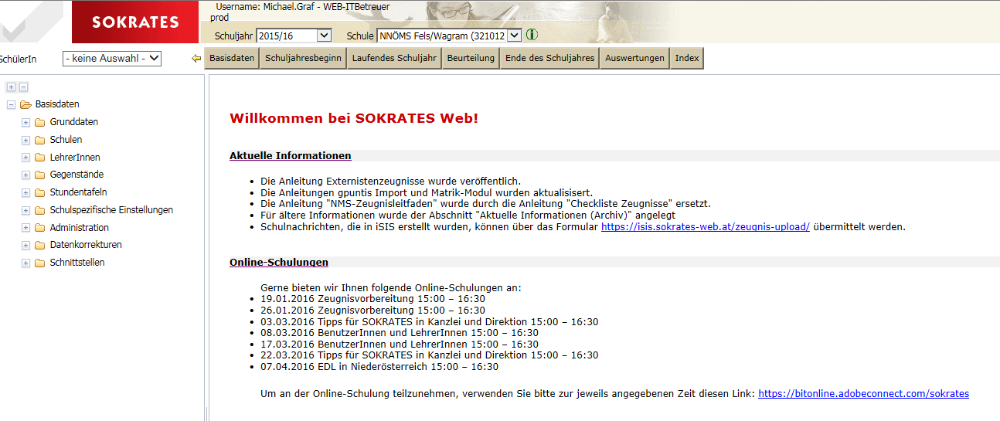 SOKRATES
Username: Michael.Graf - WEB-ITBetreuer
prod
Schuljahr 2015/16 Schule NNÖMS Fels/Wagram (321012
SchülerIn - keine Auswahl -
Basisdaten Schuljahresbeginn Laufendes Schuljahr Beurteilung Ende des Schuljahres Auswertungen Index
Basisdaten
Grunddaten
Schulen
LehrerInnen
Gegenstände
Stundentafeln
Schulspezifische Einstellungen
Administration
Datenkorrekturen
Schnittstellen
Willkommen bei SOKRATES Web!
Aktuelle Informationen
• Die Anleitung Externistenzeugnisse wurde veröffentlich.
• Die Anleitungen gpuntis Import und Matrik-Modul wurden aktualisisert.
• Die Anleitung "NMS-Zeugnisleitfaden" wurde durch die Anleitung "Checkliste Zeugnisse" ersetzt.
• Für ältere Informationen wurde der Abschnitt "Aktuelle Informationen (Archiv)" angelegt
• Schulnachrichten, die in iSIS erstellt wurden, können über das Formular https://isis.sokrates-web.at/zeugnis-upload/ übermittelt werden.
Online-Schulungen
Gerne bieten wir Ihnen folgende Online-Schulungen an:
• 19.01.2016 Zeugnisvorbereitung 15:00 – 16:30
• 26.01.2016 Zeugnisvorbereitung 15:00 – 16:30
• 03.03.2016 Tipps für SOKRATES in Kanzlei und Direktion 15:00 – 16:30
• 08.03.2016 BenutzerInnen und LehrerInnen 15:00 – 16:30
• 17.03.2016 BenutzerInnen und LehrerInnen 15:00 – 16:30
• 22.03.2016 Tipps für SOKRATES in Kanzlei und Direktion 15:00 – 16:30
• 07.04.2016 EDL in Niederösterreich 15:00 – 16:30
Um an der Online-Schulung teilzunehmen, verwenden Sie bitte zur jeweils angegebenen Zeit diesen Link: https://bitonline.adobeconnect.com/sokrates